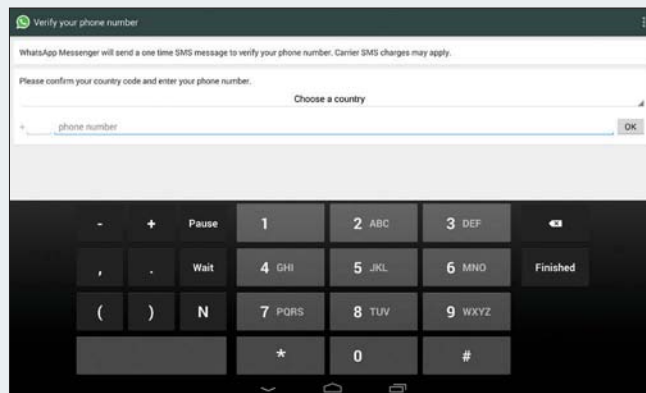 Verify your phone number
WhatsApp Messenger will send a one time SMS message to verify your phone number. Carrier SMS charges may apply.
Please confirm your country code and enter your phone number.
Choose a country
+ phone number OK
- + Pause 1 2 ABC 3 DEF
, . Wait 4 GHI 5 JKL 6 MNO Finished
( ) N 7 PQRS 8 TUV 9 WXYZ
* 0 #